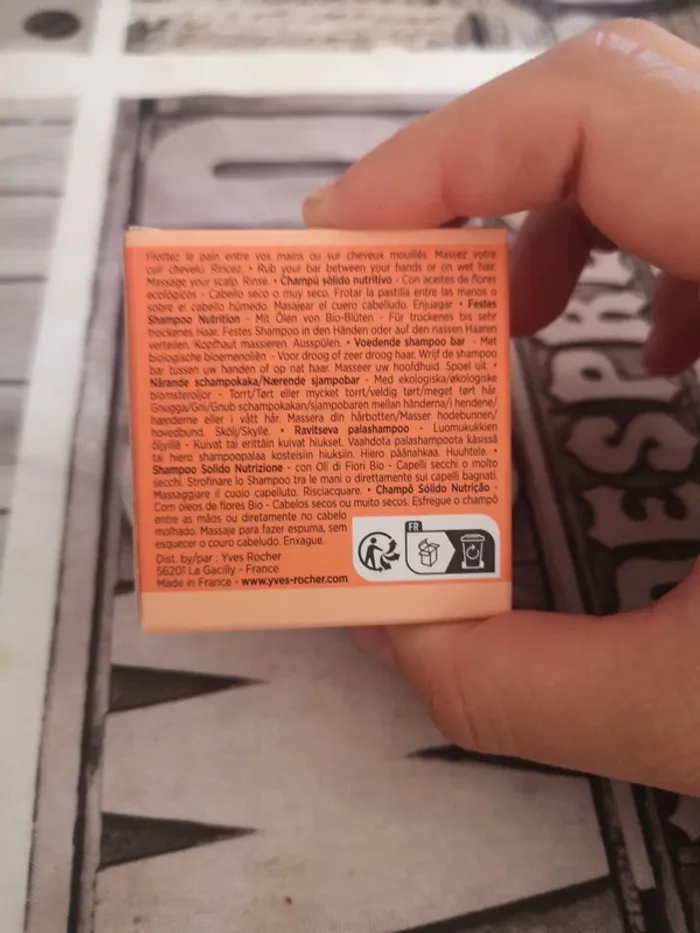 Frottez le pain entre vos mains ou sur cheveux mouillés. Massez votre
cuir chevelu. Rincez. • Rub your bar between your hands or on wet hair.
Massage your scalp. Rinse. • Champú sólido nutritivo - Con aceites de flores
ecológicos - Cabello seco o muy seco. Frotar la pastilla entre las manos o
sobre el cabello húmedo. Masajear el cuero cabelludo. Enjuagar • Festes
Shampoo Nutrition - Mit Ölen von Bio-Blüten - Für trockenes bis sehr
trockenes Haar. Festes Shampoo in den Händen oder auf den nassen Haaren
verteilen. Kopfhaut massieren. Ausspülen. • Voedende shampoo bar - Met
biologische bloemenoliën - Voor droog of zeer droog haar. Wrijf de shampoo
bar tussen uw handen of op nat haar. Masseer uw hoofdhuid. Spoel uit. •
Närande schampokaka/Nærende sjampobar - Med ekologiska/økologiske
blomsteroljor - Torrt/Tørt eller mycket torrt/veldig tørt/meget tørt hår.
Gnugga/Gni/Gnub schampokakan/sjampobaren mellan händerna/i hendene/
hænderne eller i vått hår. Massera din hårbotten/Masser hodebunnen/
hovedbund. Skölj/Skylle. • Ravitseva palashampoo - Luomukukkien
öljyillä - Kuivat tai erittäin kuivat hiukset. Vaahdota palashampoota käsissä
tai hiero shampoopalaa kosteisiin hiuksiin. Hiero päänahkaa. Huuhtele. •
Shampoo Solido Nutrizione - con Oli di Fiori Bio - Capelli secchi o molto
secchi. Strofinare lo Shampoo tra le mani o direttamente sui capelli bagnati.
Massaggiare il cuoio capelluto. Risciacquare. • Champô Sólido Nutrição -
Com óleos de flores Bio - Cabelos secos ou muito secos. Esfregue o champô
entre as mãos ou diretamente no cabelo
molhado. Massaje para fazer espuma, sem
esquecer o couro cabeludo. Enxague.
Dist. by/par : Yves Rocher
56201 La Gacilly - France
Made in France - www.yves-rocher.com
FR